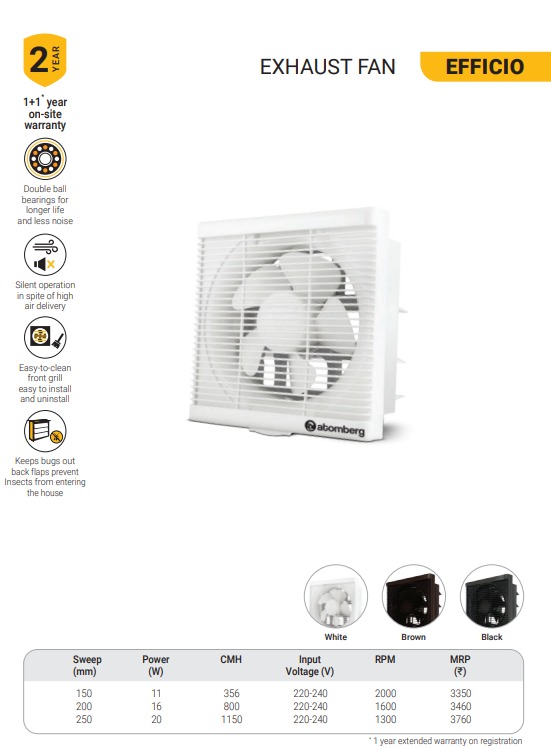 2 YEAR
1+1* year
on-site
warranty
Double ball
bearings for
longer life
and less noise
Silent operation
in spite of high
air delivery
Easy-to-clean
front grill
easy to install
and uninstall
Keeps bugs out
back flaps prevent
Insects from entering
the house
EXHAUST FAN EFFICIO
atomberg
White Brown Black
Sweep Power CMH Input RPM MRP
(mm) (W) Voltage (V) (₹)
150 11 356 220-240 2000 3350
200 16 800 220-240 1600 3460
250 20 1150 220-240 1300 3760
* 1 year extended warranty on registration